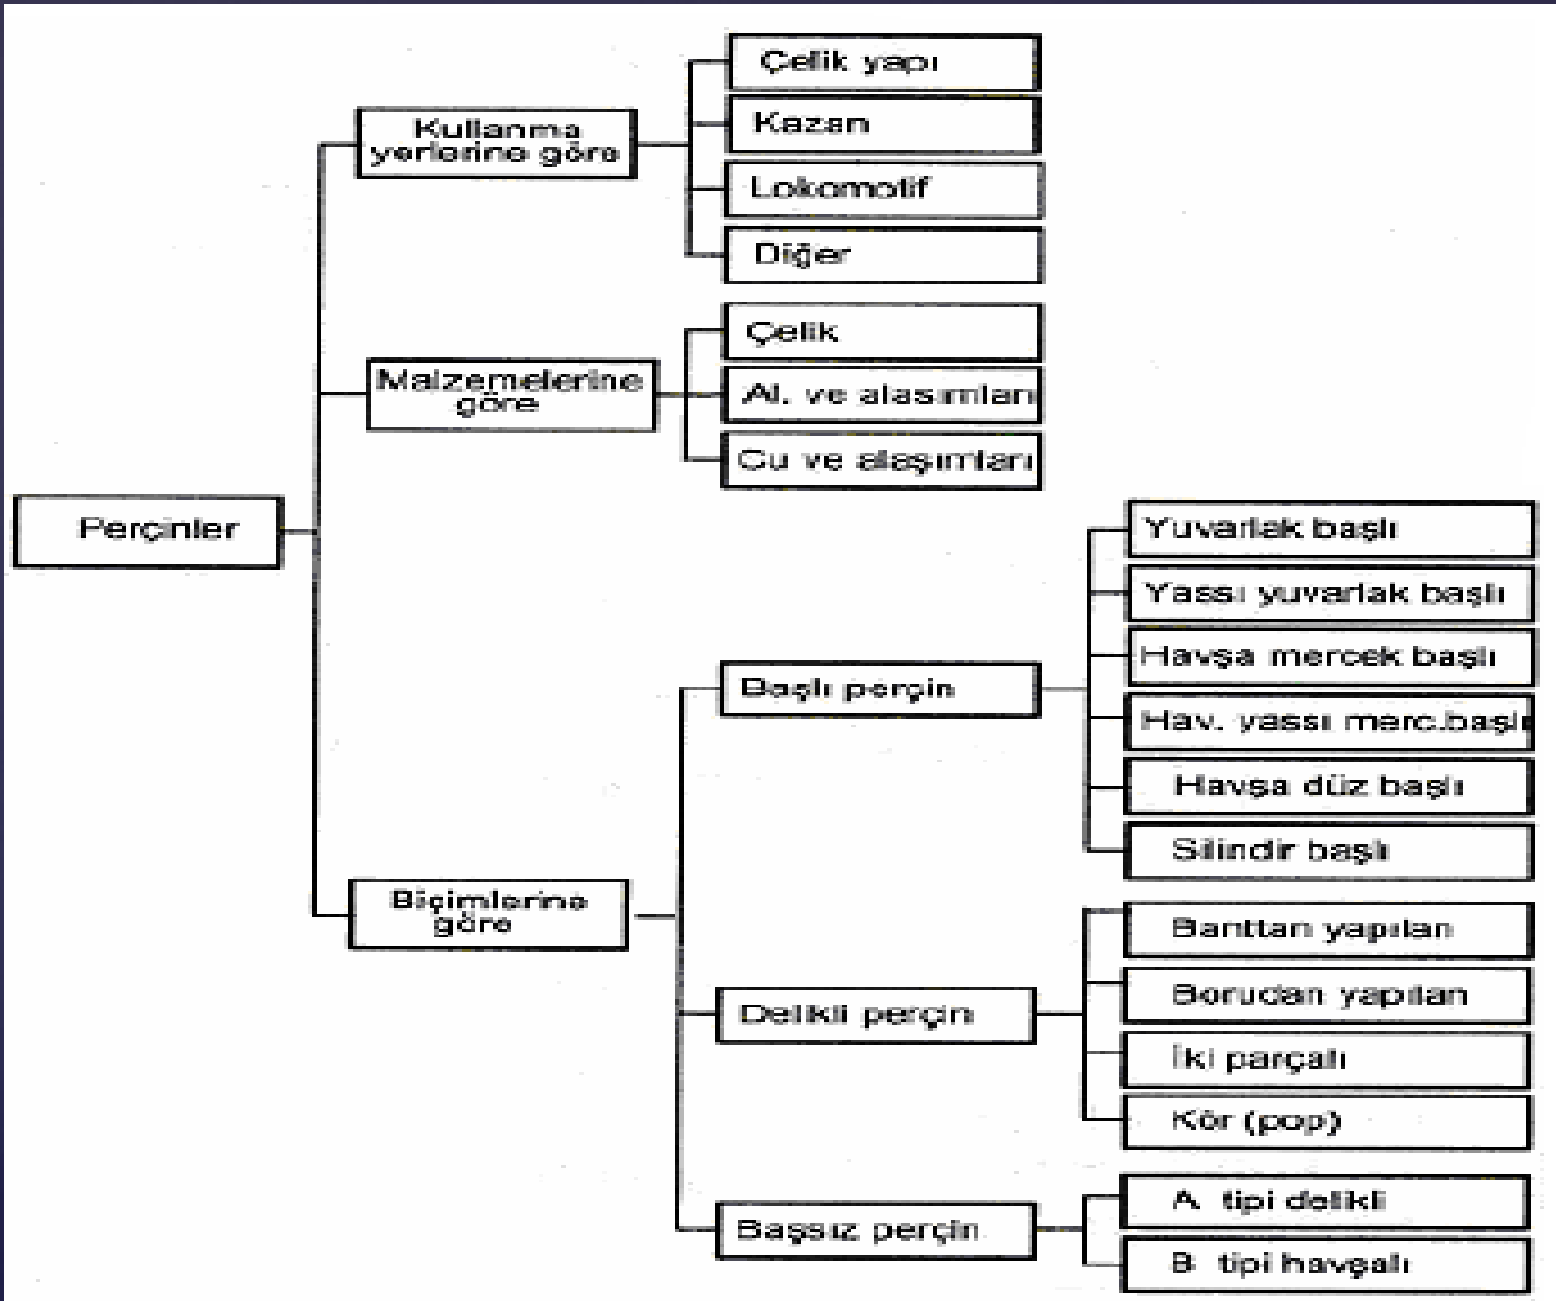 Çelik yapı
Kullanma
yerlerine göre
Kazan
Lokomotif
Diğer
Çelik
Malzemelerine
göre
Al. ve alasımları
Cu ve alaşımları
Perçinler
Yuvarlak başlı
Yassı yuvarlak başlı
Havşa mercek başlı
Başlı perçin
Hav. yassı merc.başlı
Havşa düz başlı
Silindir başlı
Biçimlerine
göre
Banttan yapılan
Borudan yapılan
Delikli perçin
İki parçalı
Kör (pop)
A tipi delikli
Başsız perçin
B tipi havşalı